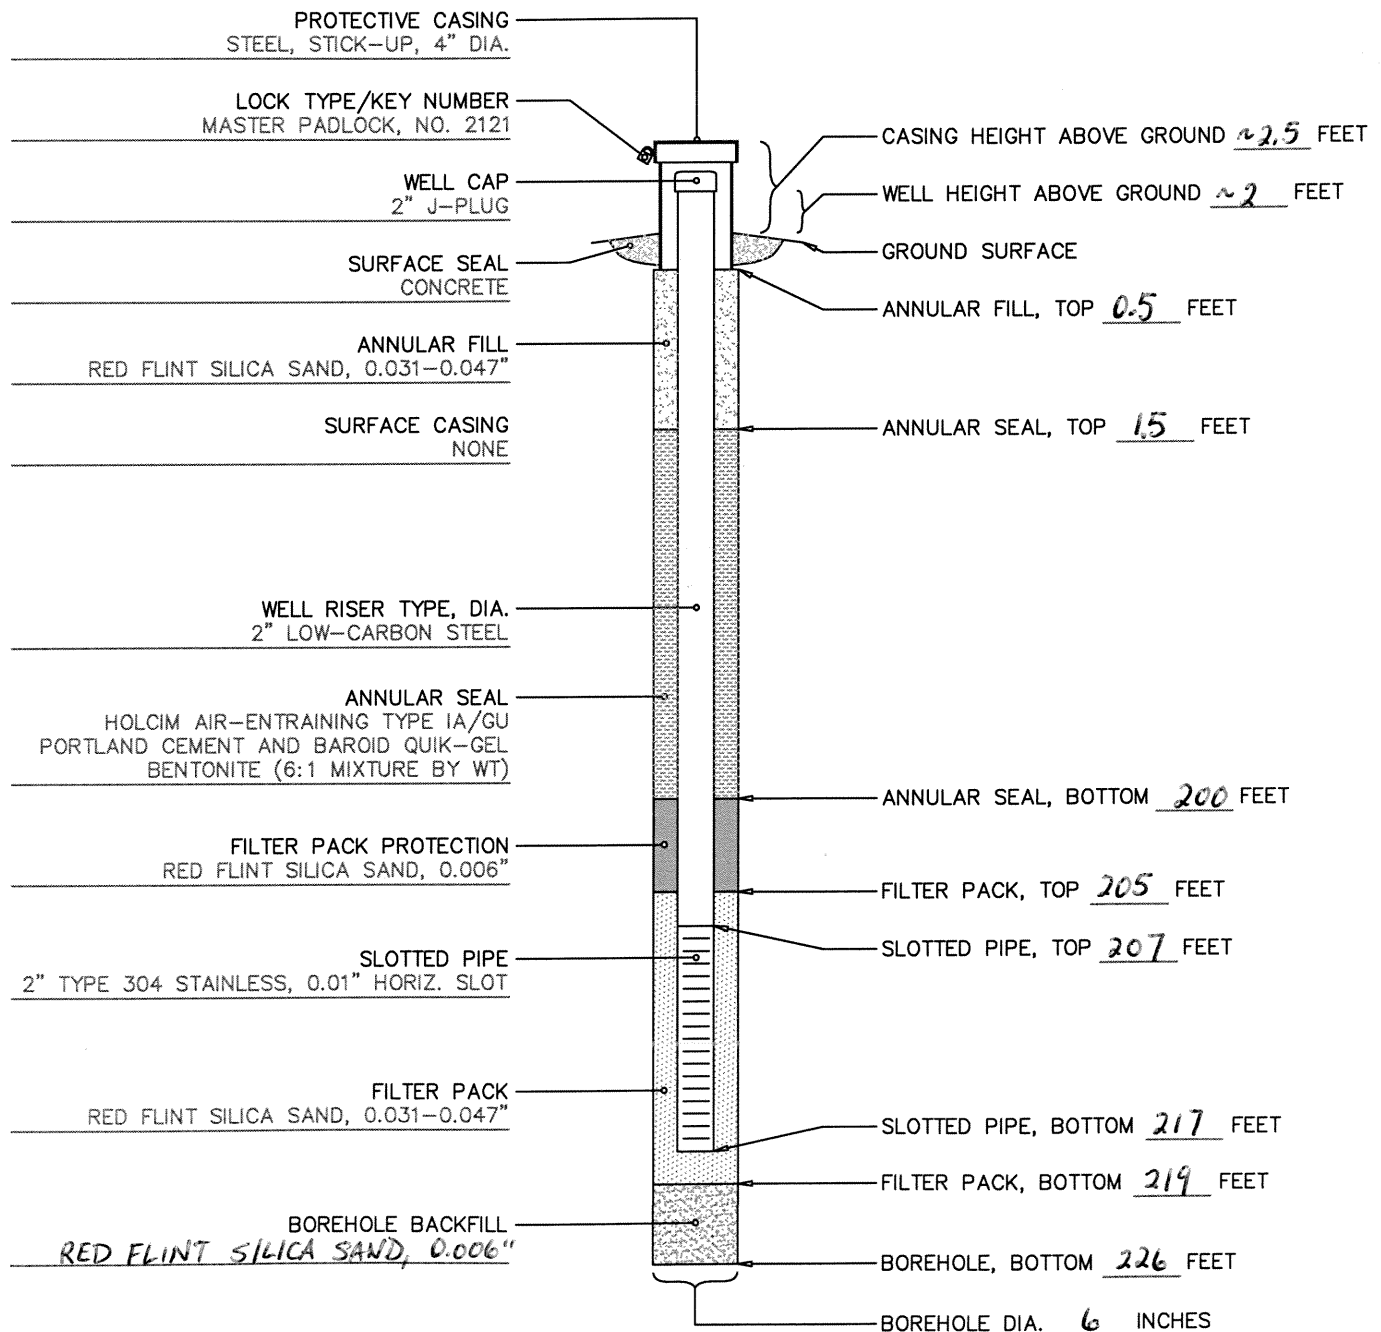 PROTECTIVE CASING
STEEL, STICK-UP, 4" DIA.
LOCK TYPE/KEY NUMBER
MASTER PADLOCK, NO. 2121
WELL CAP
2" J-PLUG
SURFACE SEAL
CONCRETE
ANNULAR FILL
RED FLINT SILICA SAND, 0.031-0.047"
SURFACE CASING
NONE
WELL RISER TYPE, DIA.
2" LOW-CARBON STEEL
ANNULAR SEAL
HOLCIM AIR-ENTRAINING TYPE IA/GU
PORTLAND CEMENT AND BAROID QUIK-GEL
BENTONITE (6:1 MIXTURE BY WT)
FILTER PACK PROTECTION
RED FLINT SILICA SAND, 0.006"
SLOTTED PIPE
2" TYPE 304 STAINLESS, 0.01" HORIZ. SLOT
FILTER PACK
RED FLINT SILICA SAND, 0.031-0.047"
BOREHOLE BACKFILL
RED FLINT SILICA SAND, 0.006"
CASING HEIGHT ABOVE GROUND ~2.5 FEET
WELL HEIGHT ABOVE GROUND ~2 FEET
GROUND SURFACE
ANNULAR FILL, TOP 0.5 FEET
ANNULAR SEAL, TOP 1.5 FEET
ANNULAR SEAL, BOTTOM 200 FEET
FILTER PACK, TOP 205 FEET
SLOTTED PIPE, TOP 207 FEET
SLOTTED PIPE, BOTTOM 217 FEET
FILTER PACK, BOTTOM 219 FEET
BOREHOLE, BOTTOM 226 FEET
BOREHOLE DIA. 6 INCHES